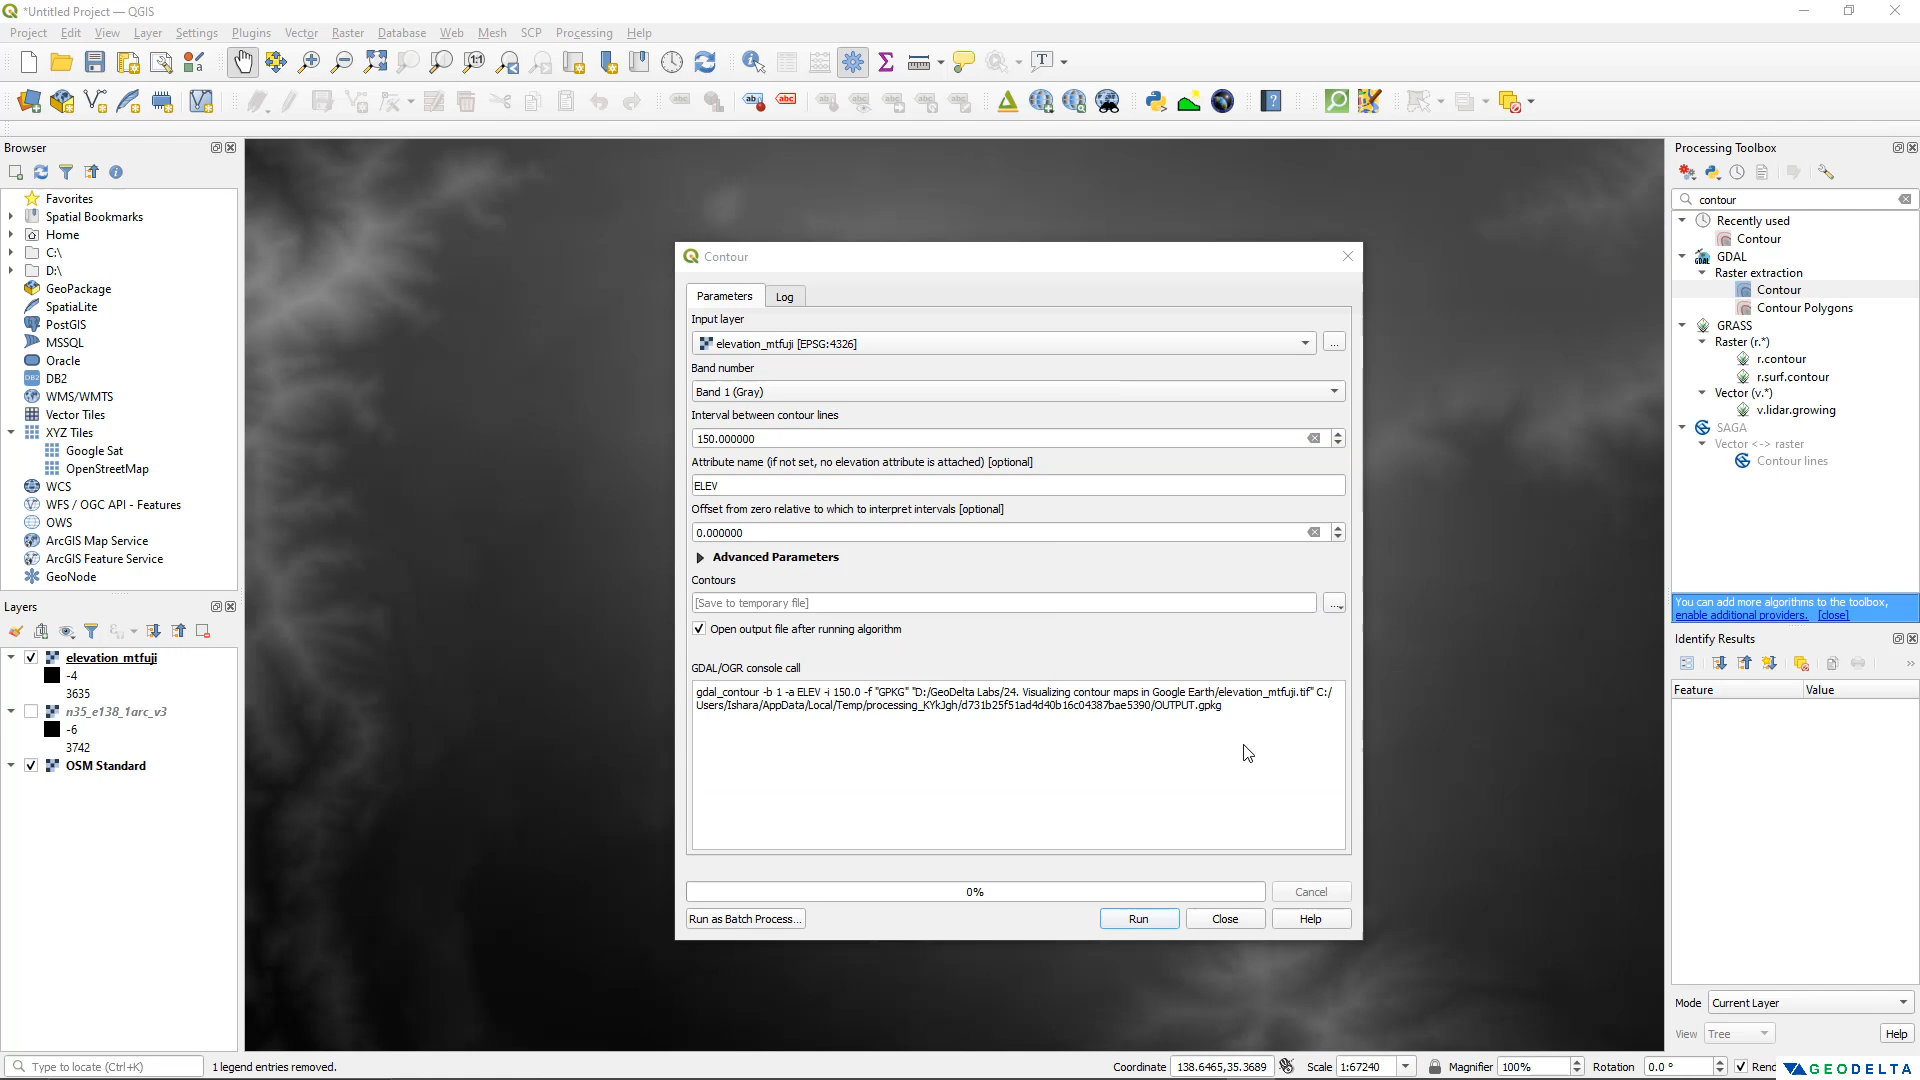 *Untitled Project — QGIS
Project Edit View Layer Settings Plugins Vector Raster Database Web Mesh SCP Processing Help
Browser
Favorites
Spatial Bookmarks
Home
C:\
D:\
GeoPackage
SpatiaLite
PostGIS
MSSQL
Oracle
DB2
WMS/WMTS
Vector Tiles
XYZ Tiles
Google Sat
OpenStreetMap
WCS
WFS / OGC API - Features
OWS
ArcGIS Map Service
ArcGIS Feature Service
GeoNode
Layers
elevation_mtfuji
-4
3635
n35_e138_1arc_v3
-6
3742
OSM Standard
Contour
Parameters Log
Input layer
elevation_mtfuji [EPSG:4326]
...
Band number
Band 1 (Gray)
Interval between contour lines
150.000000
Attribute name (if not set, no elevation attribute is attached) [optional]
ELEV
Offset from zero relative to which to interpret intervals [optional]
0.000000
Advanced Parameters
Contours
[Save to temporary file]
...
Open output file after running algorithm
GDAL/OGR console call
gdal_contour -b 1 -a ELEV -i 150.0 -f "GPKG" "D:/GeoDelta Labs/24. Visualizing contour maps in Google Earth/elevation_mtfuji.tif" C:/
Users/Ishara/AppData/Local/Temp/processing_KYkJgh/d731b25f51ad4d40b16c04387bae5390/OUTPUT.gpkg
0%
Cancel
Run as Batch Process...
Run
Close
Help
Processing Toolbox
contour
Recently used
Contour
GDAL
Raster extraction
Contour
Contour Polygons
GRASS
Raster (r.*)
r.contour
r.surf.contour
Vector (v.*)
v.lidar.growing
SAGA
Vector <-> raster
Contour lines
You can add more algorithms to the toolbox,
enable additional providers. [close]
Identify Results
Feature Value
Mode Current Layer
View Tree Help
Type to locate (Ctrl+K) 1 legend entries removed. Coordinate 138.6465,35.3689 Scale 1:67240 Magnifier 100% Rotation 0.0 ° Rend
GEODELTA